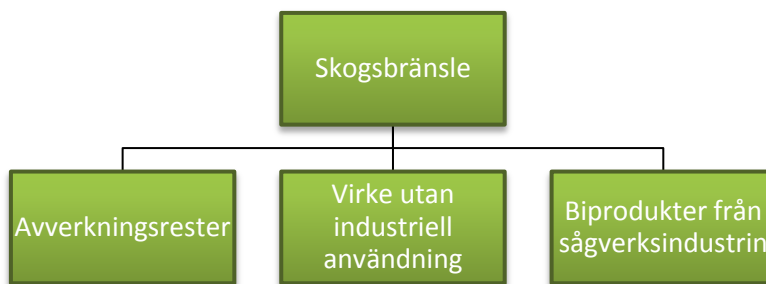 Skogsbränsle
Avverkningsrester
Virke utan
industriell
användning
Biprodukter från
sågverksindustrin